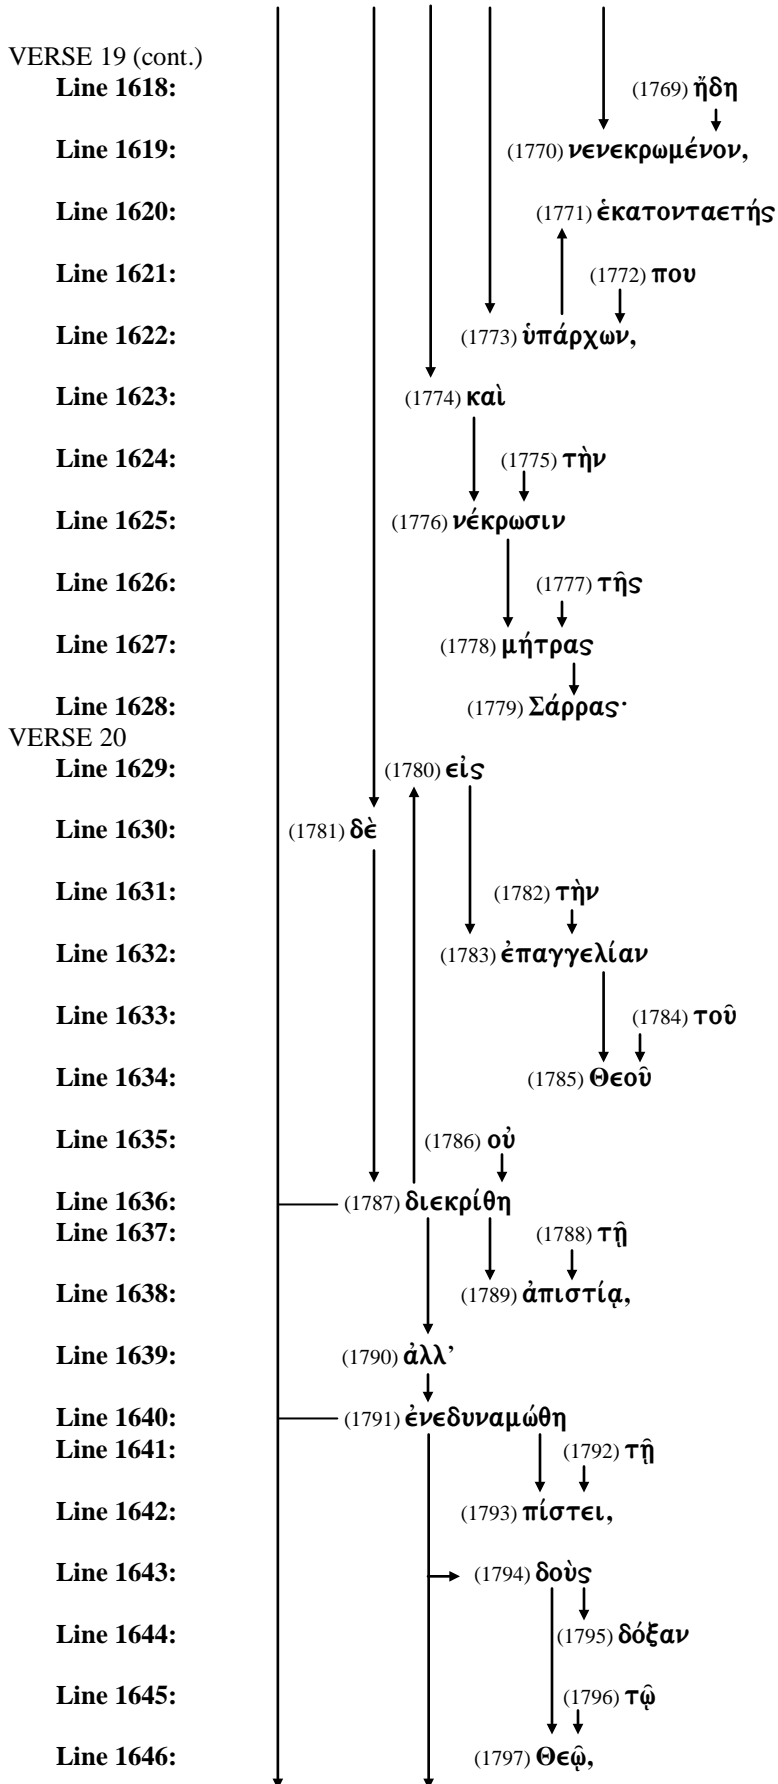 VERSE 19 (cont.)
Line 1618: (1769) ἤδη
Line 1619: (1770) νενεκρωμένον,
Line 1620: (1771) ἑκατονταετής
Line 1621: (1772) που
Line 1622: (1773) ὑπάρχων,
Line 1623: (1774) καὶ
Line 1624: (1775) τὴν
Line 1625: (1776) νέκρωσιν
Line 1626: (1777) τῆς
Line 1627: (1778) μήτρας
Line 1628: (1779) Σάρρας·
VERSE 20
Line 1629: (1780) εἰς
Line 1630: (1781) δὲ
Line 1631: (1782) τὴν
Line 1632: (1783) ἐπαγγελίαν
Line 1633: (1784) τοῦ
Line 1634: (1785) Θεοῦ
Line 1635: (1786) οὐ
Line 1636: (1787) διεκρίθη
Line 1637: (1788) τῇ
Line 1638: (1789) ἀπιστίᾳ,
Line 1639: (1790) ἀλλ’
Line 1640: (1791) ἐνεδυναμώθη
Line 1641: (1792) τῇ
Line 1642: (1793) πίστει,
Line 1643: (1794) δοὺς
Line 1644: (1795) δόξαν
Line 1645: (1796) τῷ
Line 1646: (1797) Θεῷ,